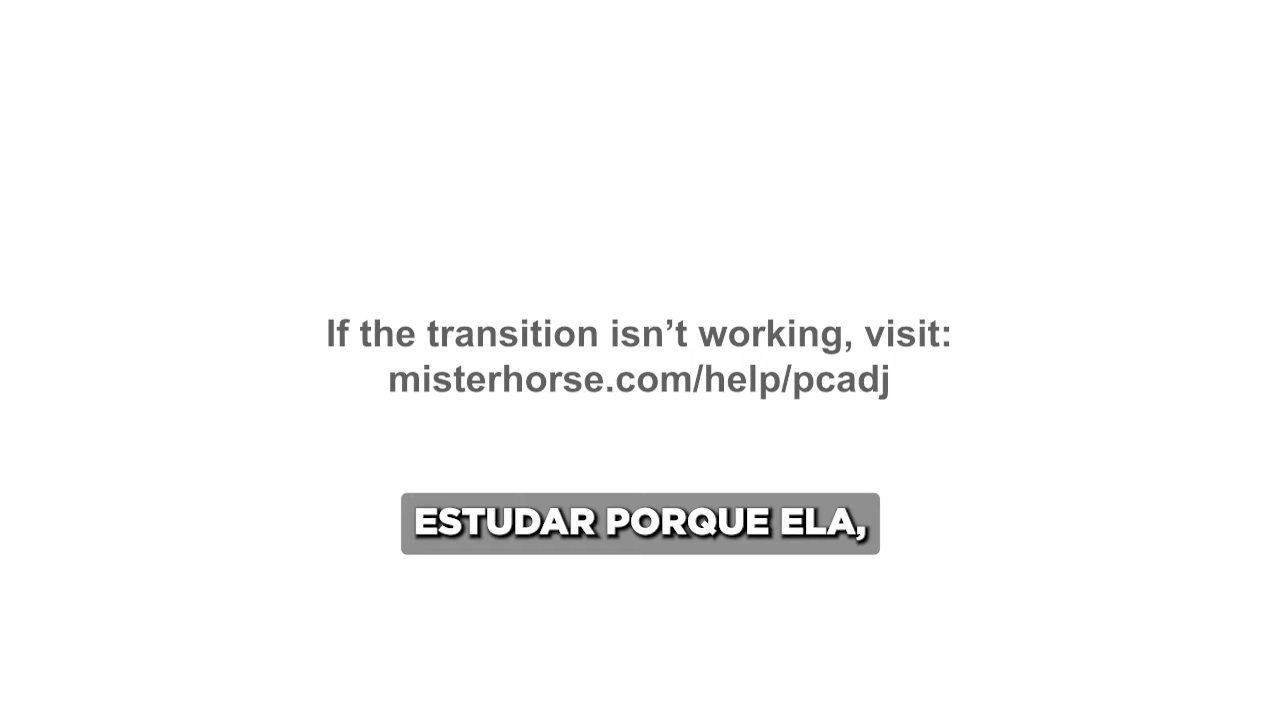 If the transition isn’t working, visit:
misterhorse.com/help/pcadj
ESTUDAR PORQUE ELA,